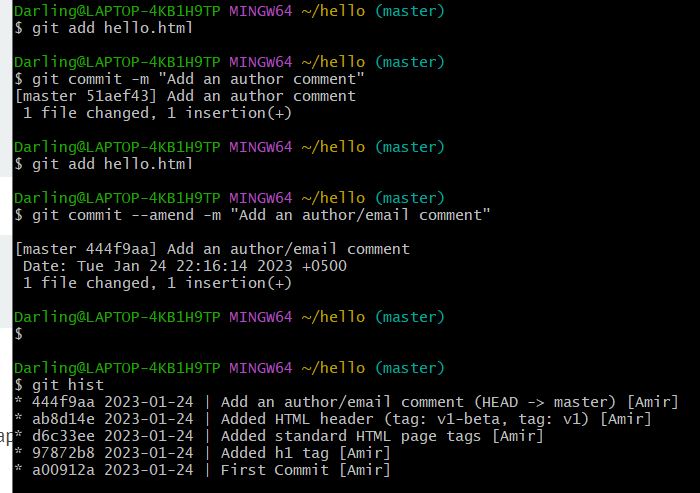 Darling@LAPTOP-4KB1H9TP MINGW64 ~/hello (master)
$ git add hello.html
Darling@LAPTOP-4KB1H9TP MINGW64 ~/hello (master)
$ git commit -m "Add an author comment"
[master 51aef43] Add an author comment
 1 file changed, 1 insertion(+)
Darling@LAPTOP-4KB1H9TP MINGW64 ~/hello (master)
$ git add hello.html
Darling@LAPTOP-4KB1H9TP MINGW64 ~/hello (master)
$ git commit --amend -m "Add an author/email comment"
[master 444f9aa] Add an author/email comment
 Date: Tue Jan 24 22:16:14 2023 +0500
 1 file changed, 1 insertion(+)
Darling@LAPTOP-4KB1H9TP MINGW64 ~/hello (master)
$
Darling@LAPTOP-4KB1H9TP MINGW64 ~/hello (master)
$ git hist
* 444f9aa 2023-01-24 | Add an author/email comment (HEAD -> master) [Amir]
* ab8d14e 2023-01-24 | Added HTML header (tag: v1-beta, tag: v1) [Amir]
* d6c33ee 2023-01-24 | Added standard HTML page tags [Amir]
* 97872b8 2023-01-24 | Added h1 tag [Amir]
* a00912a 2023-01-24 | First Commit [Amir]